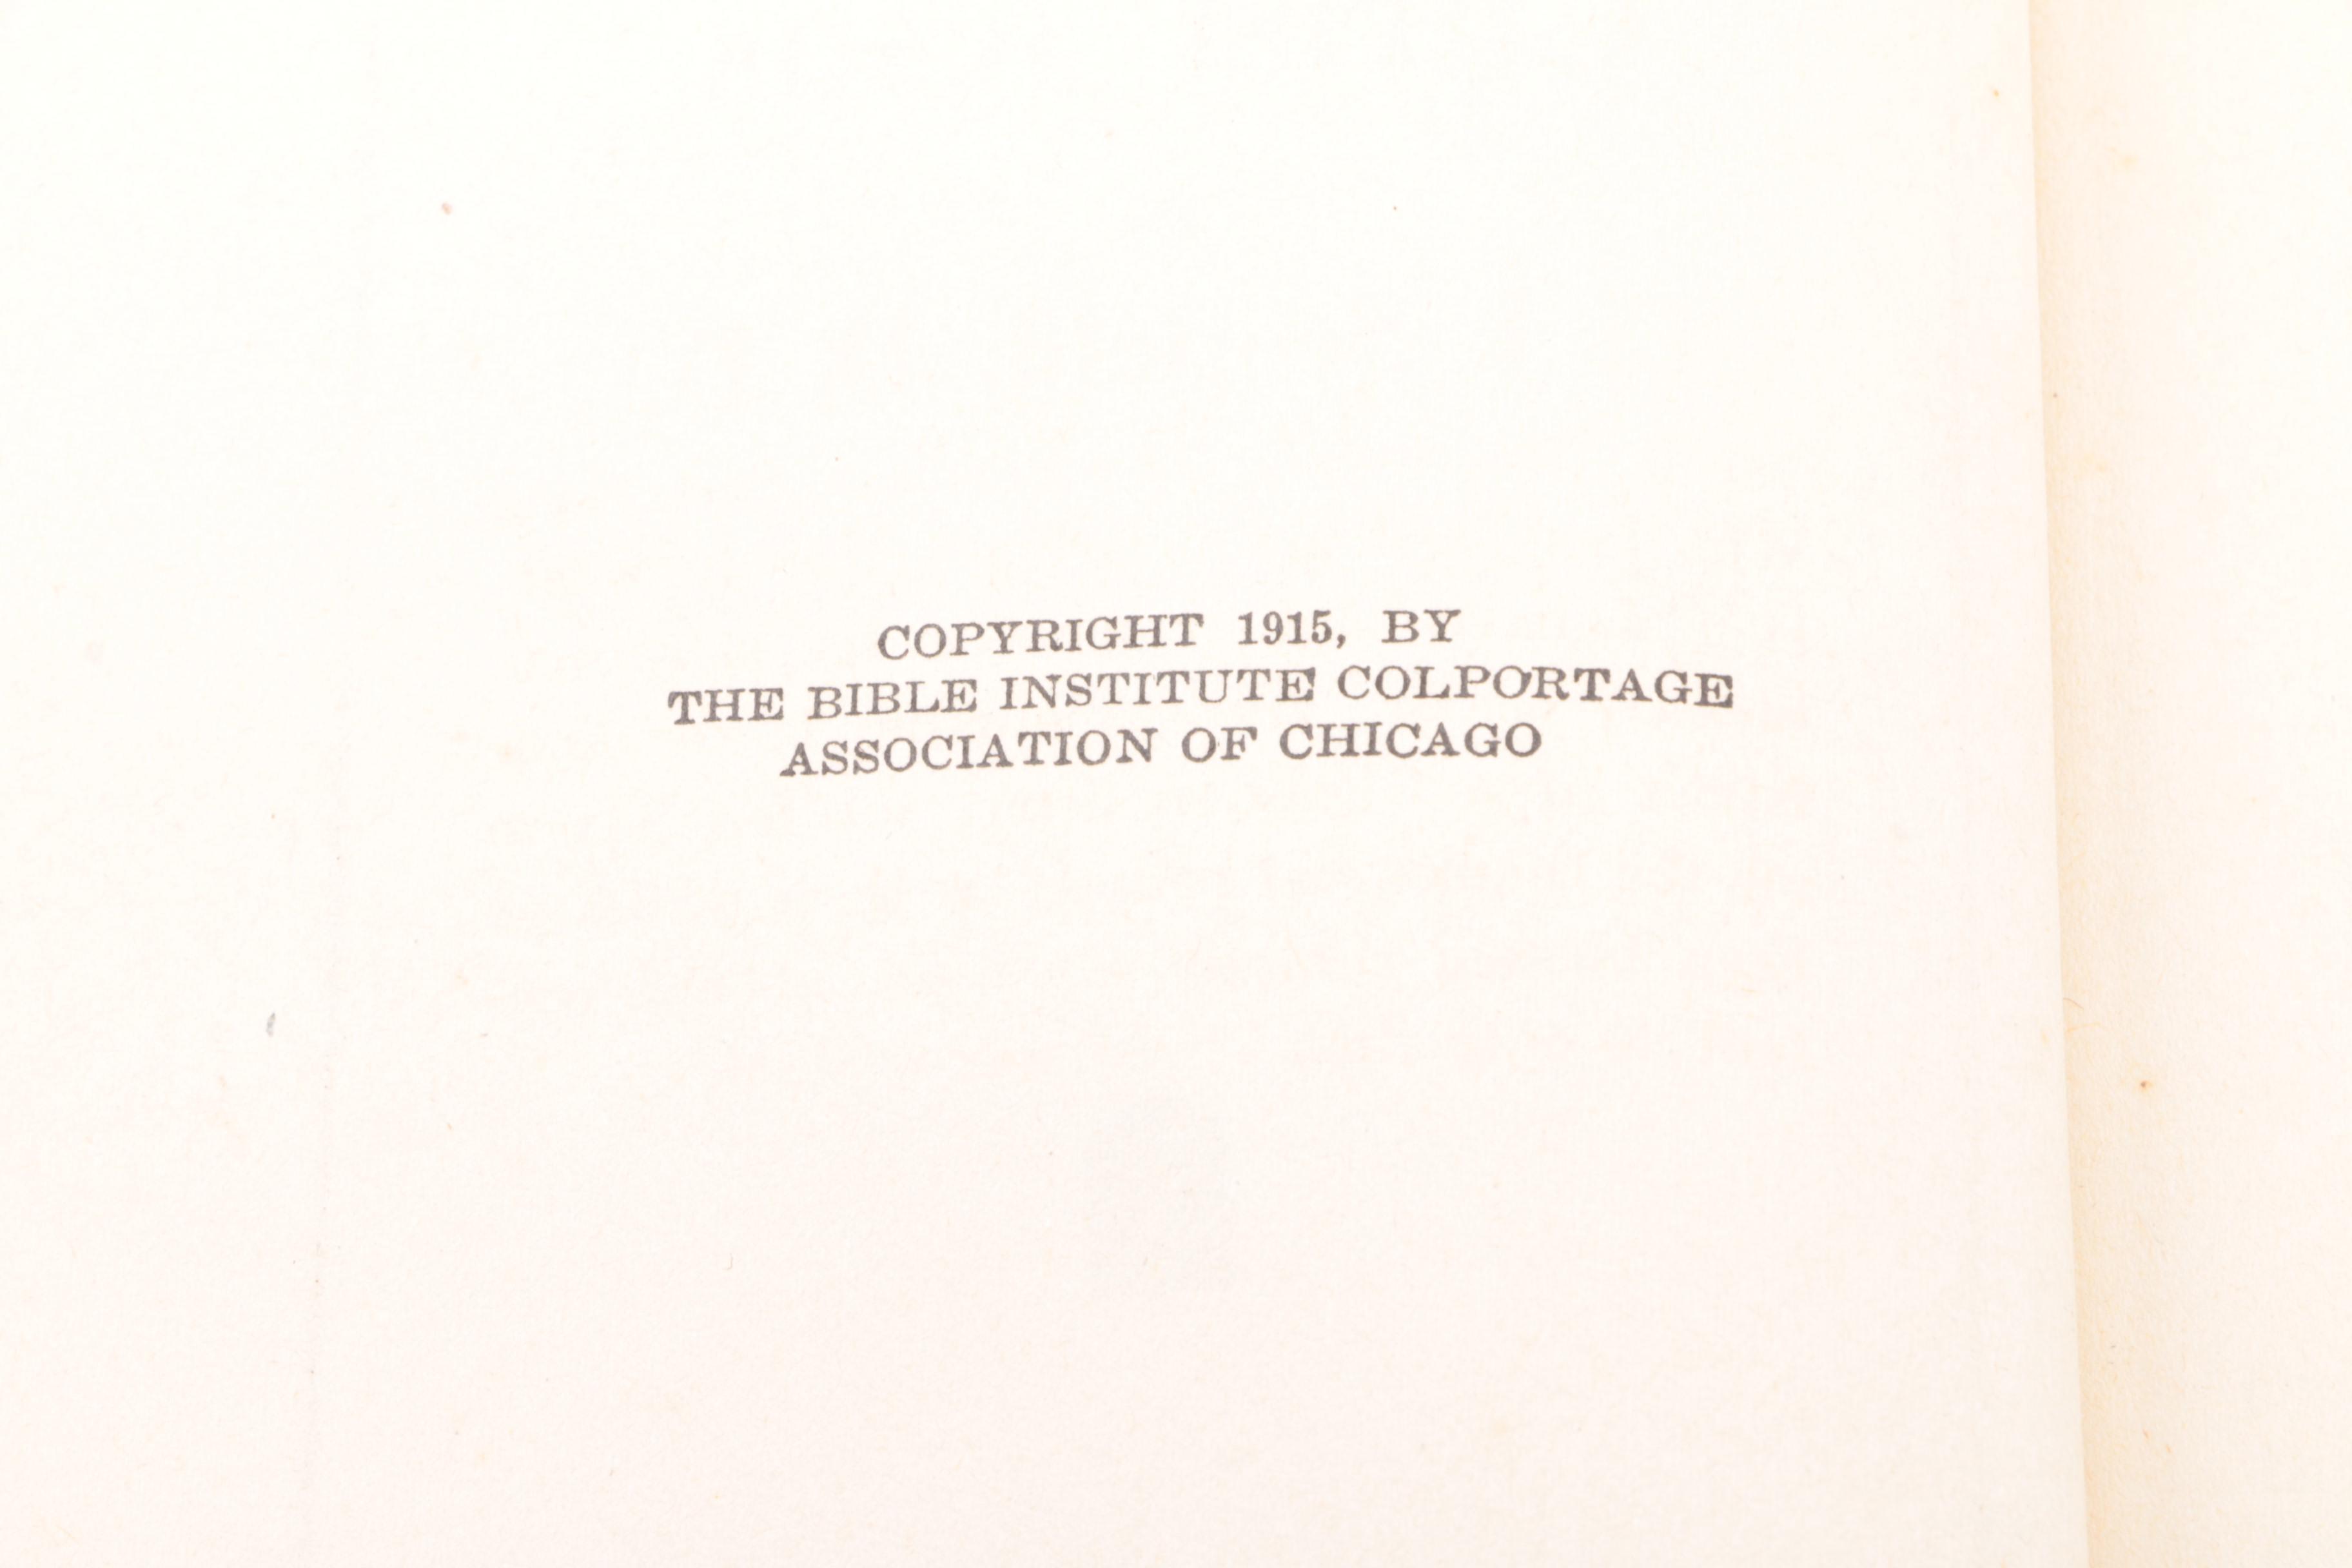 COPYRIGHT 1915, BY
THE BIBLE INSTITUTE COLPORTAGE
ASSOCIATION OF CHICAGO